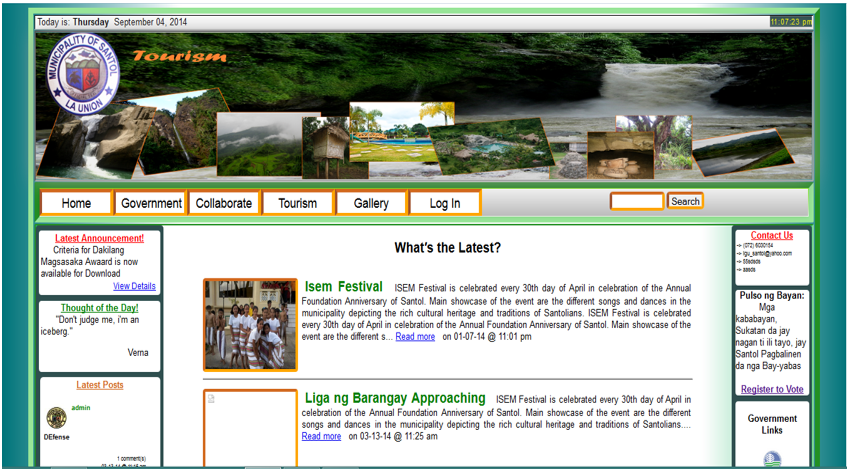 Today is: Thursday September 04, 2014
11:07:23 pm
MUNICIPALITY OF SANTOL
LA UNION
Tourism
Home Government Collaborate Tourism Gallery Log In Search
Latest Announcement!
Criteria for Dakilang
Magsasaka Awaard is now
available for Download
View Details
Thought of the Day!
"Don't judge me, i'm an
iceberg."
Verna
Latest Posts
admin
DEfense
1 comment(s)
What's the Latest?
Isem Festival ISEM Festival is celebrated every 30th day of April in celebration of the Annual
Foundation Anniversary of Santol. Main showcase of the event are the different songs and dances in the
municipality depicting the rich cultural heritage and traditions of Santolians. ISEM Festival is celebrated
every 30th day of April in celebration of the Annual Foundation Anniversary of Santol. Main showcase of the
event are the different s... Read more on 01-07-14 @ 11:01 pm
Liga ng Barangay Approaching ISEM Festival is celebrated every 30th day of April in
celebration of the Annual Foundation Anniversary of Santol. Main showcase of the event are the different
songs and dances in the municipality depicting the rich cultural heritage and traditions of Santolians....
Read more on 03-13-14 @ 11:25 am
Contact Us
-> (072) 6030154
-> lgu_santol@yahoo.com
-> 55sdsds
-> aasds
Pulso ng Bayan:
Mga
kababayan,
Sukatan da jay
nagan ti ili tayo, jay
Santol Pagbalinen
da nga Bay-yabas
Register to Vote
Government
Links